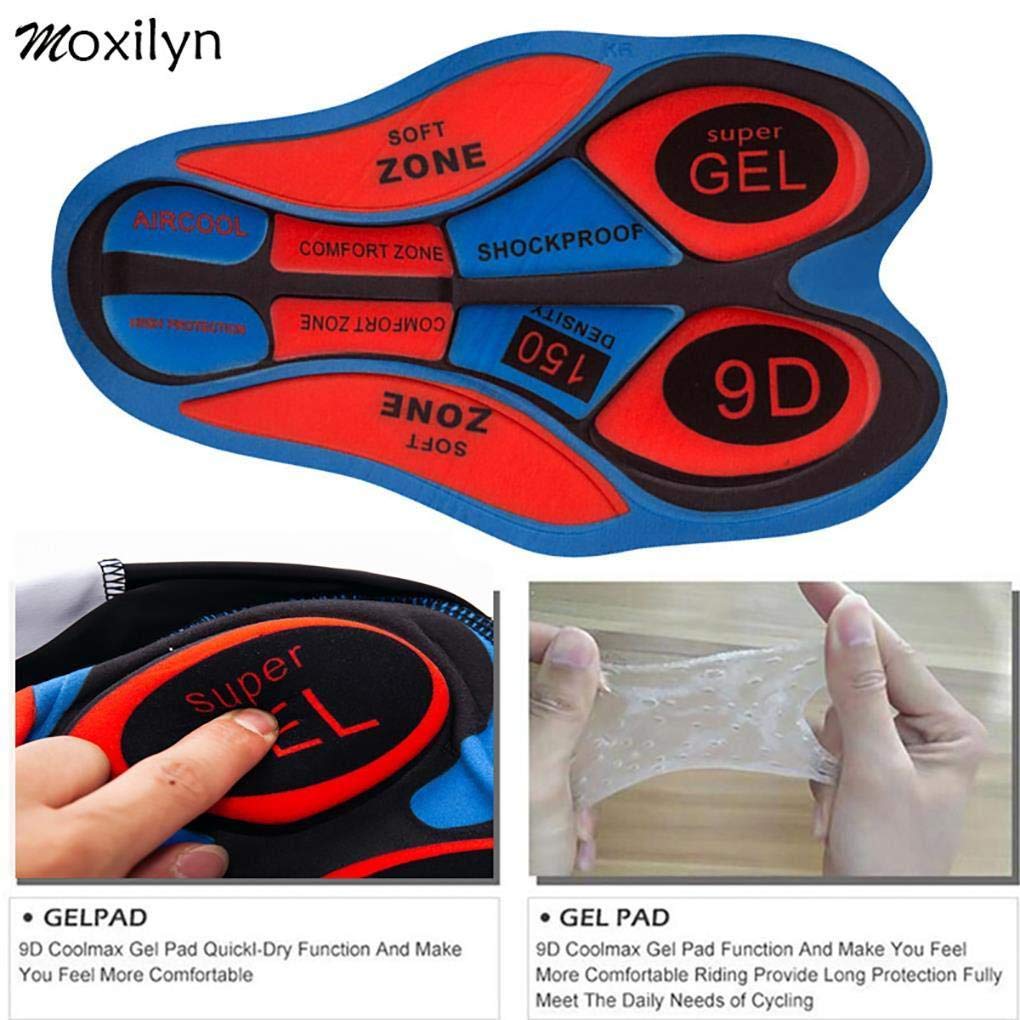 Moxilyn
K6
SOFT
ZONE
super
GEL
AIRCOOL
COMFORT ZONE
SHOCKPROOF
COMFORT ZONE
DENSITY
150
9D
ZONE
SOFT
super
EL
• GELPAD
9D Coolmax Gel Pad Quickl-Dry Function And Make
You Feel More Comfortable
• GEL PAD
9D Coolmax Gel Pad Function And Make You Feel
More Comfortable Riding Provide Long Protection Fully
Meet The Daily Needs of Cycling